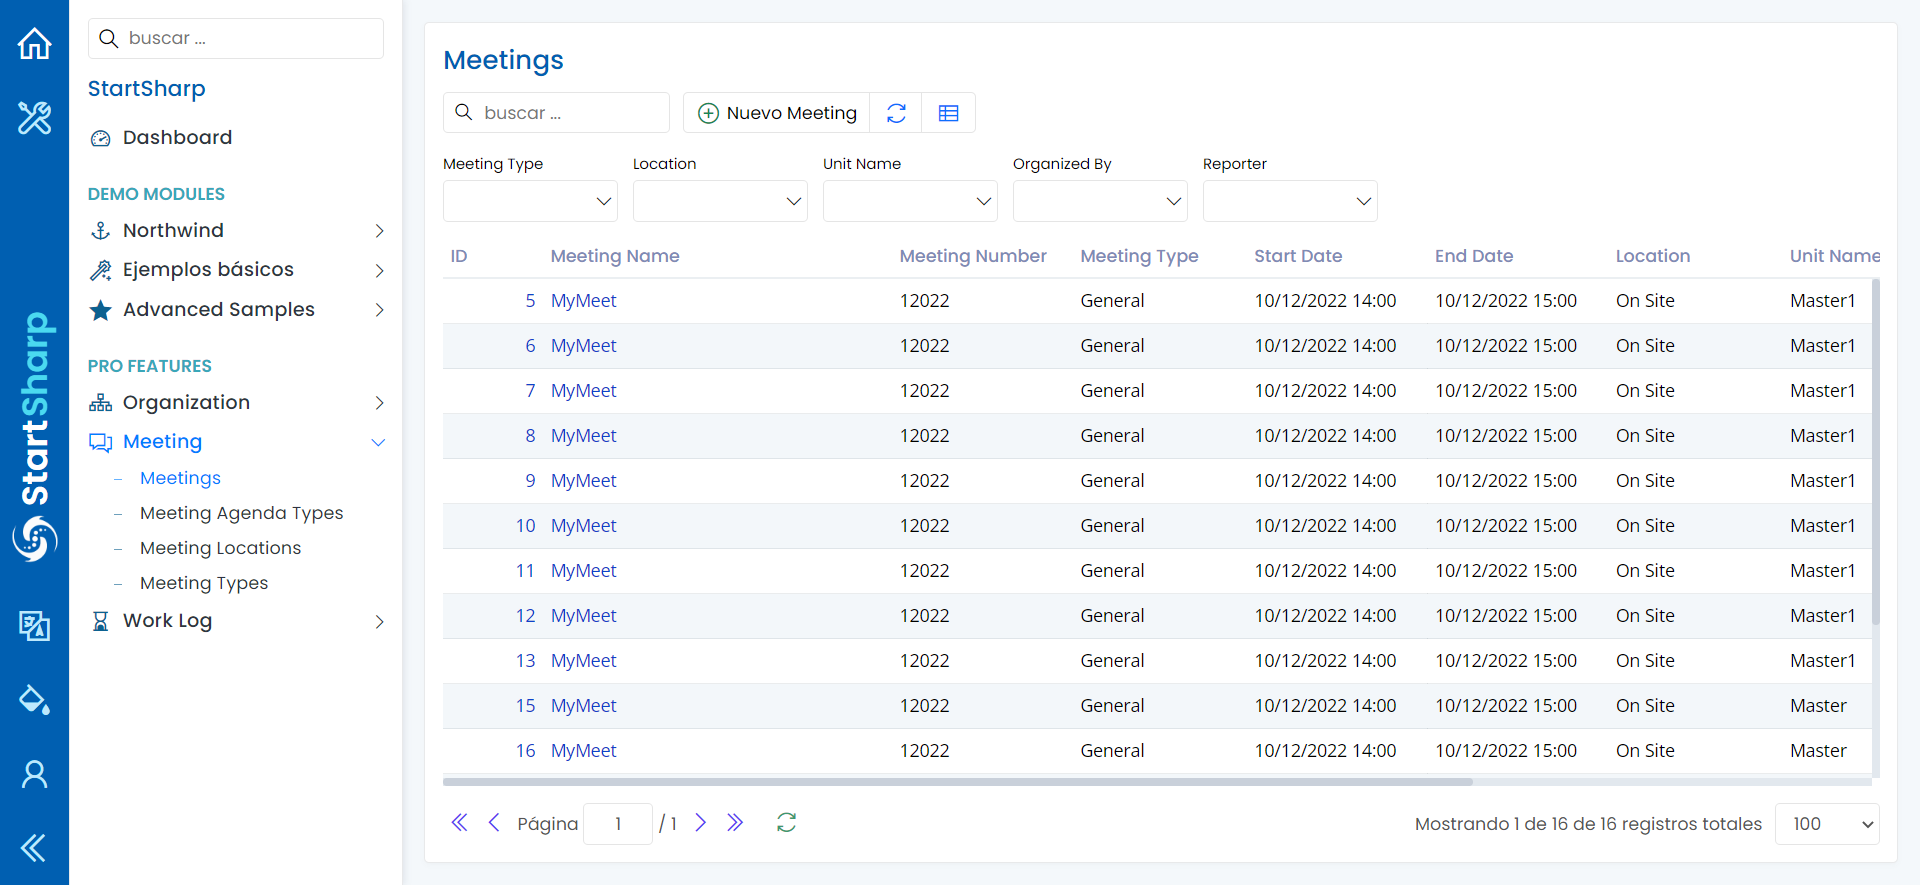 buscar ...
StartSharp
Dashboard
DEMO MODULES
Northwind
Ejemplos básicos
Advanced Samples
PRO FEATURES
Organization
Meeting
Meetings
Meeting Agenda Types
Meeting Locations
Meeting Types
Work Log
StartSharp
Meetings
buscar ...
Nuevo Meeting
Meeting Type Location Unit Name Organized By Reporter
ID Meeting Name Meeting Number Meeting Type Start Date End Date Location Unit Name
5 MyMeet 12022 General 10/12/2022 14:00 10/12/2022 15:00 On Site Master1
6 MyMeet 12022 General 10/12/2022 14:00 10/12/2022 15:00 On Site Master1
7 MyMeet 12022 General 10/12/2022 14:00 10/12/2022 15:00 On Site Master1
8 MyMeet 12022 General 10/12/2022 14:00 10/12/2022 15:00 On Site Master1
9 MyMeet 12022 General 10/12/2022 14:00 10/12/2022 15:00 On Site Master1
10 MyMeet 12022 General 10/12/2022 14:00 10/12/2022 15:00 On Site Master1
11 MyMeet 12022 General 10/12/2022 14:00 10/12/2022 15:00 On Site Master1
12 MyMeet 12022 General 10/12/2022 14:00 10/12/2022 15:00 On Site Master1
13 MyMeet 12022 General 10/12/2022 14:00 10/12/2022 15:00 On Site Master1
15 MyMeet 12022 General 10/12/2022 14:00 10/12/2022 15:00 On Site Master
16 MyMeet 12022 General 10/12/2022 14:00 10/12/2022 15:00 On Site Master
Página 1 / 1
Mostrando 1 de 16 de 16 registros totales 100